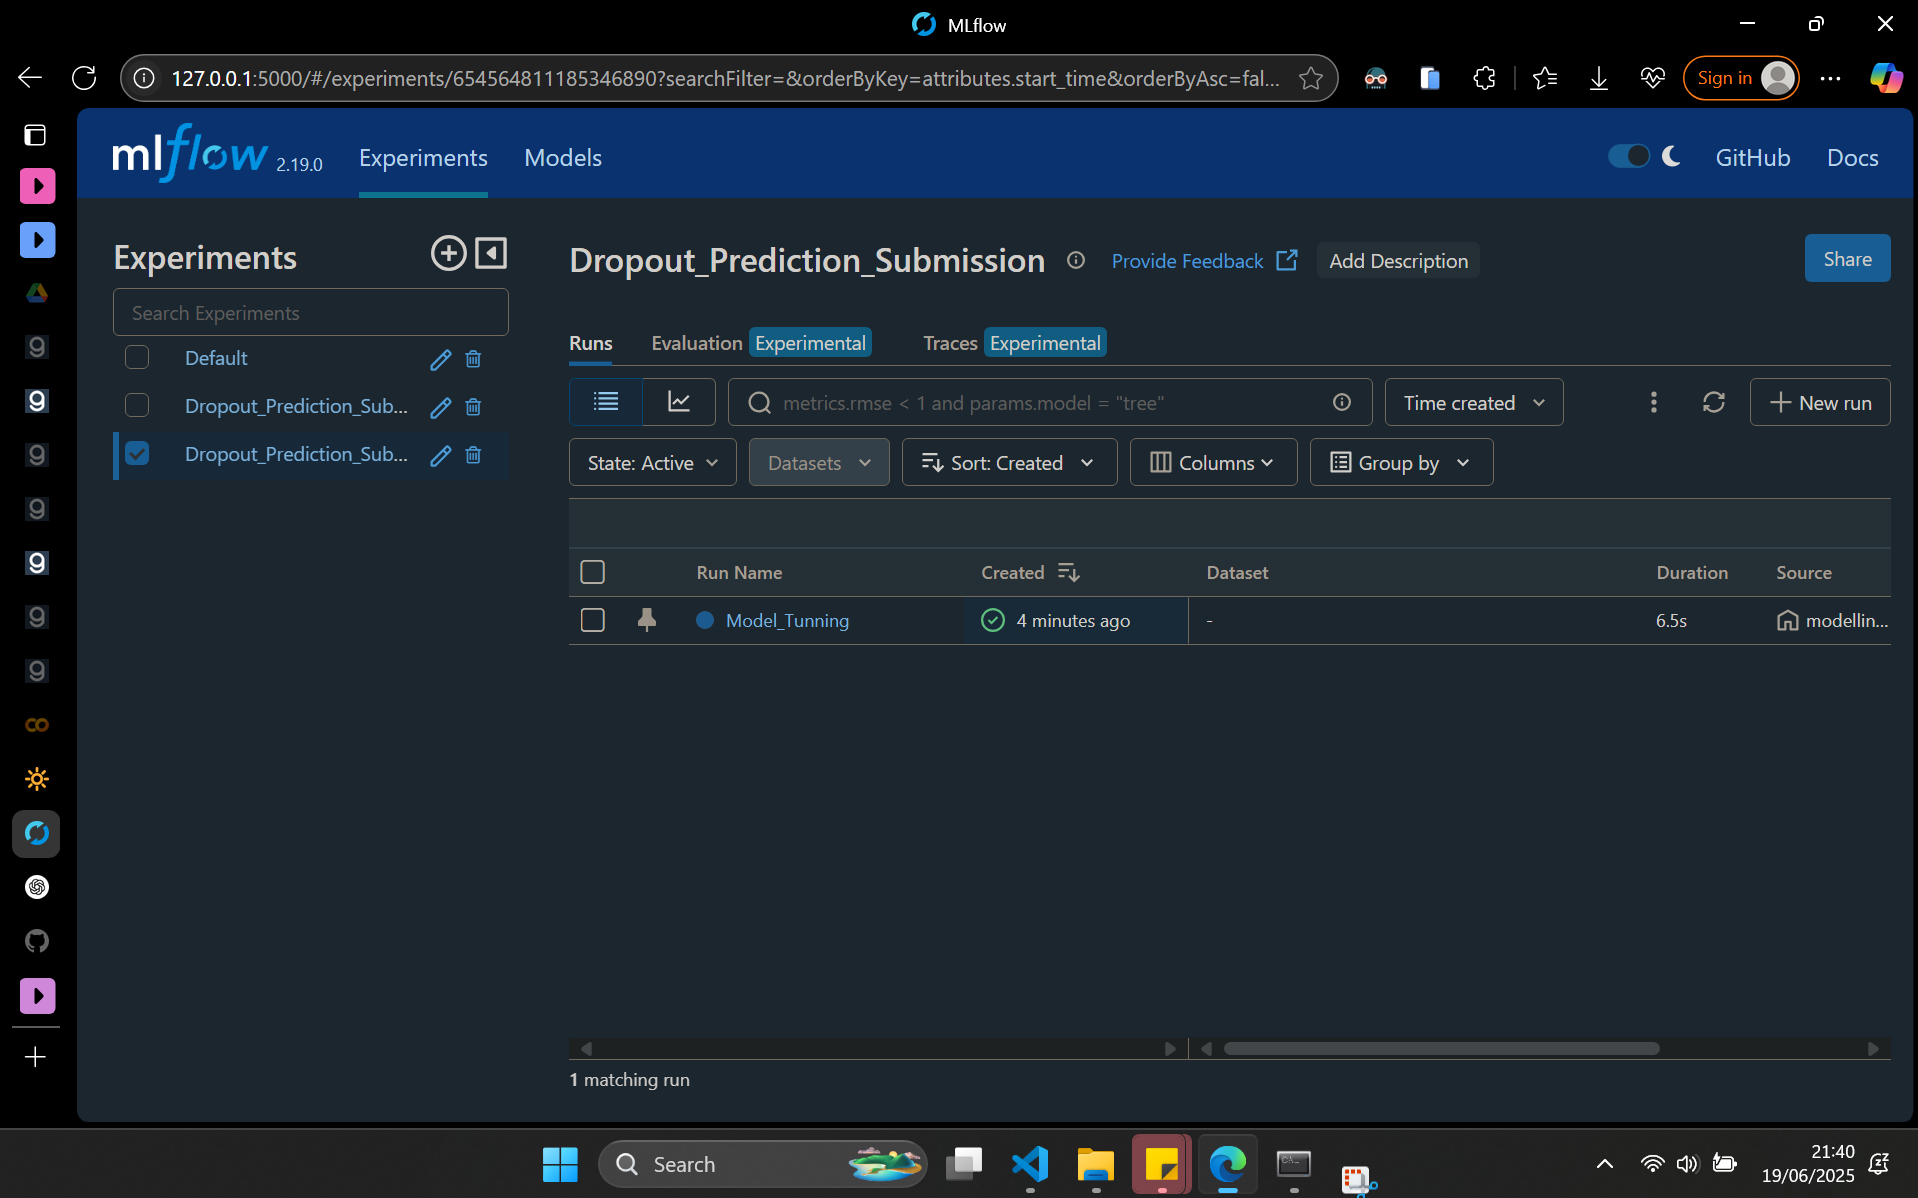 MLflow
127.0.0.1:5000/#/experiments/654564811185346890?searchFilter=&orderByKey=attributes.start_time&orderByAsc=fal...
Sign in
mlflow 2.19.0
Experiments
Models
GitHub
Docs
Experiments
Search Experiments
Default
Dropout_Prediction_Sub...
Dropout_Prediction_Sub...
Dropout_Prediction_Submission
Provide Feedback
Add Description
Share
Runs
Evaluation Experimental
Traces Experimental
metrics.rmse < 1 and params.model = "tree"
Time created
New run
State: Active
Datasets
Sort: Created
Columns
Group by
Run Name
Created
Dataset
Duration
Source
Model_Tunning
4 minutes ago
-
6.5s
modellin...
1 matching run
Search
21:40
19/06/2025